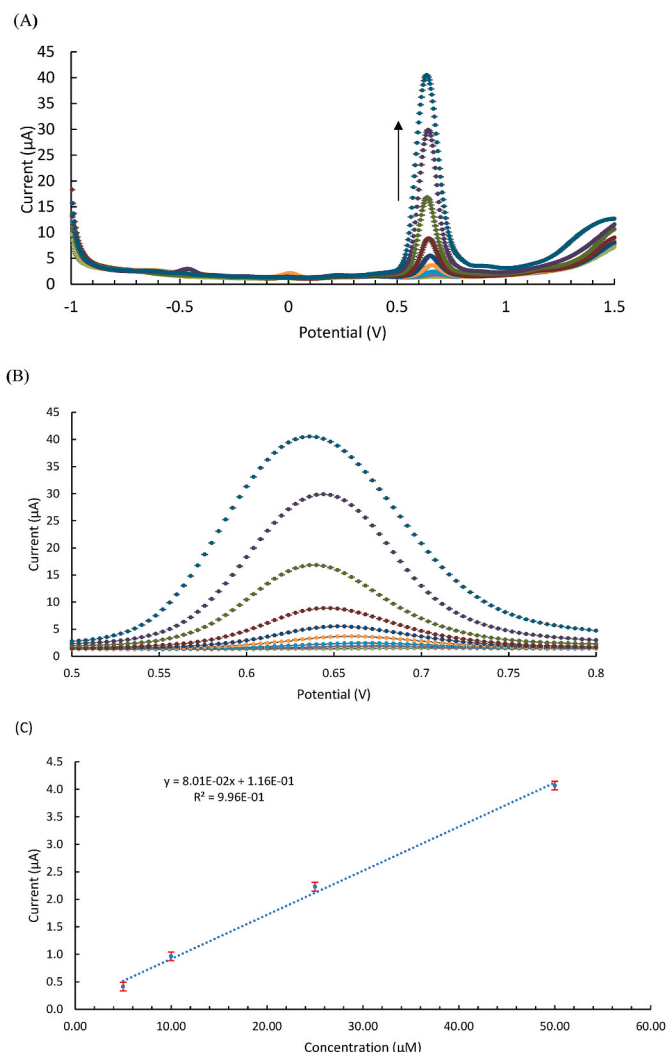 (A)
45
40
35
30
25
20
15
10
5
0
Current (µA)
-1 -0.5 0 0.5 1 1.5
Potential (V)
(B)
45
40
35
30
25
20
15
10
5
0
Current (µA)
0.5 0.55 0.6 0.65 0.7 0.75 0.8
Potential (V)
(C)
4.5
4.0
3.5
3.0
2.5
2.0
1.5
1.0
0.5
0.0
Current (µA)
y = 8.01E-02x + 1.16E-01
R² = 9.96E-01
0.00 10.00 20.00 30.00 40.00 50.00 60.00
Concentration (µM)